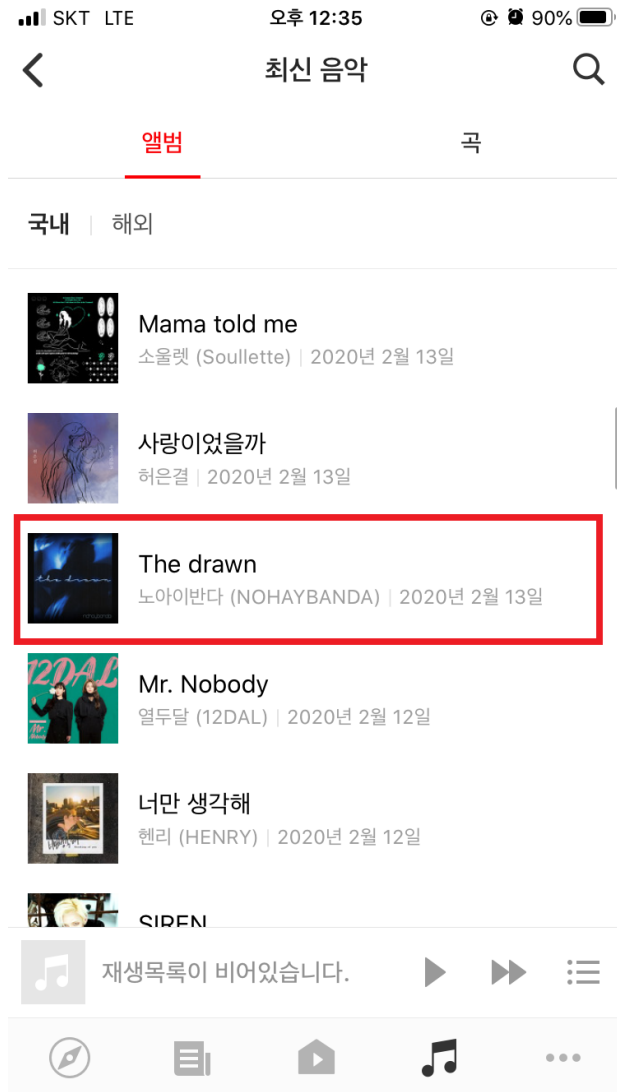 SKT LTE 오후 12:35 90%
최신 음악
앨범 곡
국내 | 해외
Mama told me
소울렛 (Soullette) | 2020년 2월 13일
사랑이었을까
허은결 | 2020년 2월 13일
the drawn
nohaybanda
The drawn
노아이반다 (NOHAYBANDA) | 2020년 2월 13일
12DAL
Mr.
Mr. Nobody
열두달 (12DAL) | 2020년 2월 12일
너만 생각해
헨리 (HENRY) | 2020년 2월 12일
SIREN
재생목록이 비어있습니다.